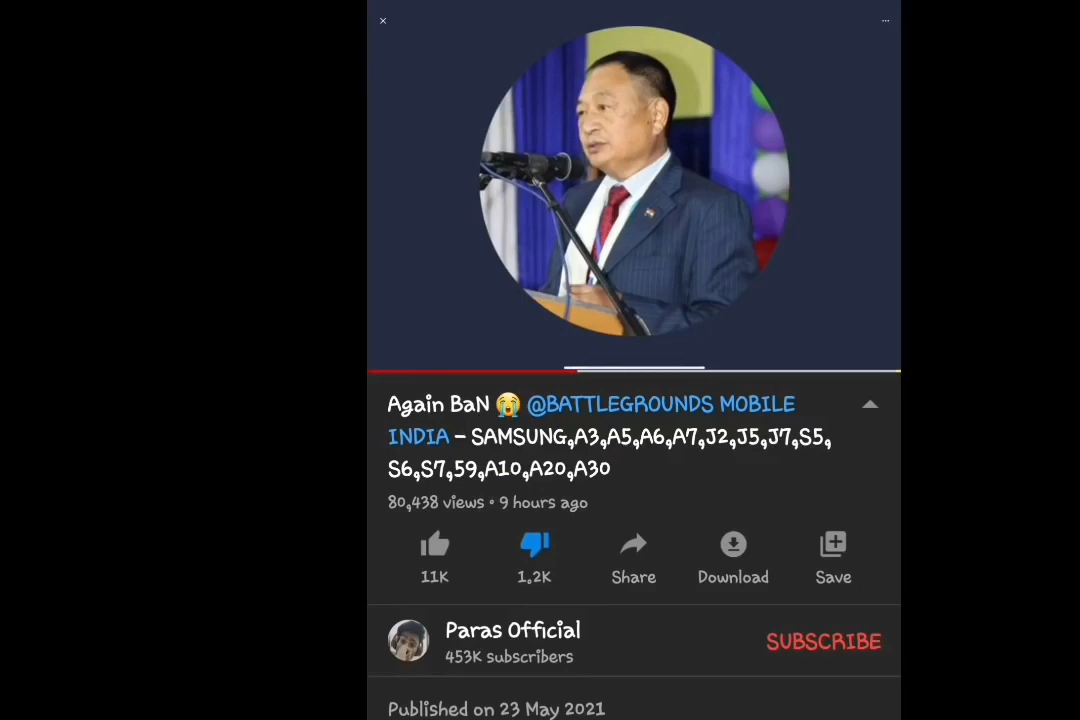 Again BaN 😭 @BATTLEGROUNDS MOBILE
INDIA - SAMSUNG,A3,A5,A6,A7,J2,J5,J7,S5,
S6,S7,59,A10,A20,A30
80,438 views • 9 hours ago
11K 1.2K Share Download Save
Paras Official
453K subscribers
SUBSCRIBE
Published on 23 May 2021